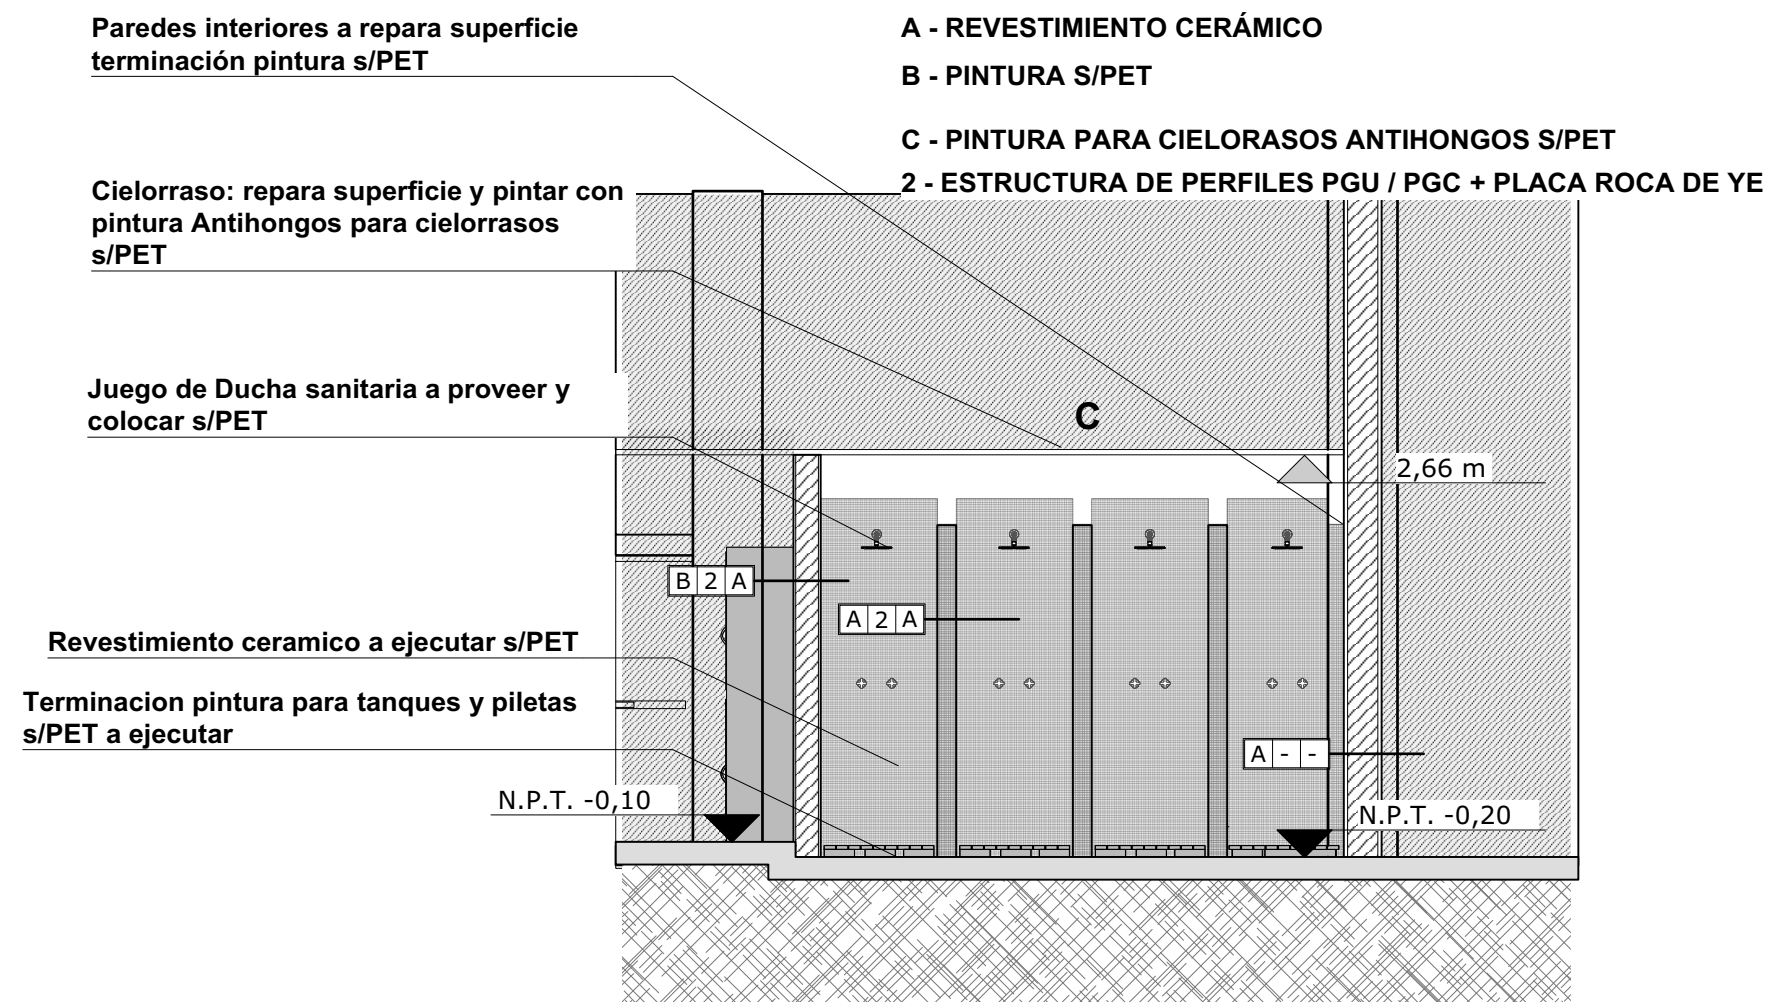 Paredes interiores a repara superficie
terminación pintura s/PET
A - REVESTIMIENTO CERÁMICO
B - PINTURA S/PET
C - PINTURA PARA CIELORASOS ANTIHONGOS S/PET
2 - ESTRUCTURA DE PERFILES PGU / PGC + PLACA ROCA DE YE
Cielorraso: repara superficie y pintar con
pintura Antihongos para cielorrasos
s/PET
Juego de Ducha sanitaria a proveer y
colocar s/PET
C
2,66 m
B 2 A
A 2 A
Revestimiento ceramico a ejecutar s/PET
Terminacion pintura para tanques y piletas
s/PET a ejecutar
A - -
N.P.T. -0,10
N.P.T. -0,20